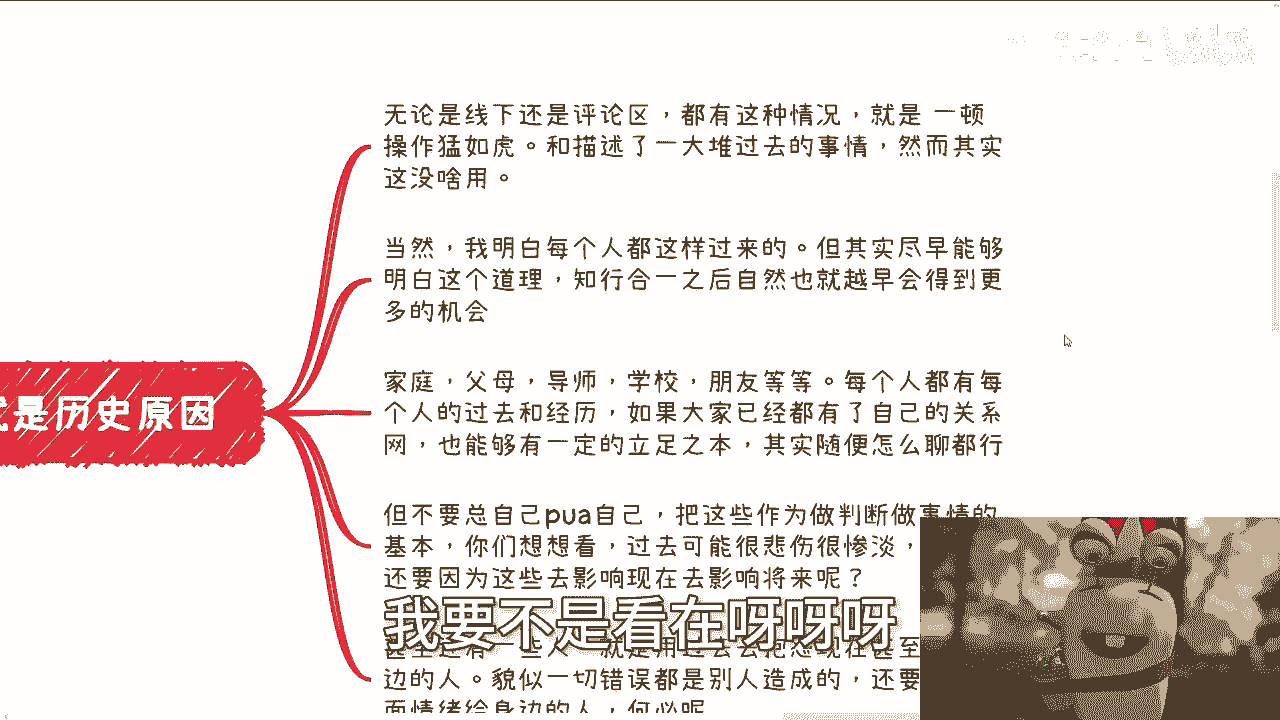 无论是线下还是评论区，都有这种情况，就是 一顿
操作猛如虎。和描述了一大堆过去的事情，然而其实
这没啥用。
当然，我明白每个人都这样过来的。但其实尽早能够
明白这个道理，知行合一之后自然也就越早会得到更
多的机会
是历史原因
家庭，父母，导师，学校，朋友等等。每个人都有每
个人的过去和经历，如果大家已经都有了自己的关系
网，也能够有一定的立足之本，其实随便怎么聊都行
但不要总自己pua自己，把这些作为做判断做事情的
基本，你们想想看，过去可能很悲伤很惨淡，
还要因为这些去影响现在去影响将来呢？
我要不是看在呀呀呀
边的人。貌似一切错误都是别人造成的，还要
面情绪给身边的人，何必呢